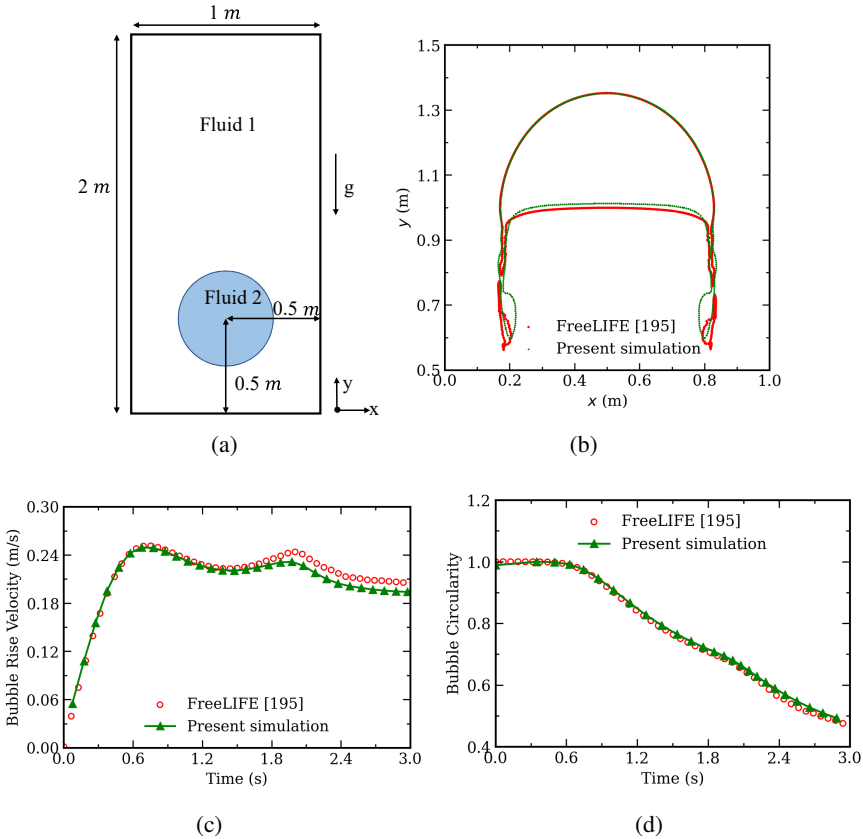 1 m
Fluid 1
2 m
g
Fluid 2
0.5 m
0.5 m
y
x
(a)
1.5
1.3
1.1
0.9
0.7
0.5
y (m)
FreeLIFE [195]
Present simulation
0.0 0.2 0.4 0.6 0.8 1.0
x (m)
(b)
0.30
0.24
0.18
0.12
0.06
0.00
Bubble Rise Velocity (m/s)
FreeLIFE [195]
Present simulation
0.6 1.2 1.8 2.4 3.0
Time (s)
(c)
1.2
1.0
0.8
0.6
0.4
Bubble Circularity
FreeLIFE [195]
Present simulation
0.0 0.6 1.2 1.8 2.4 3.0
Time (s)
(d)